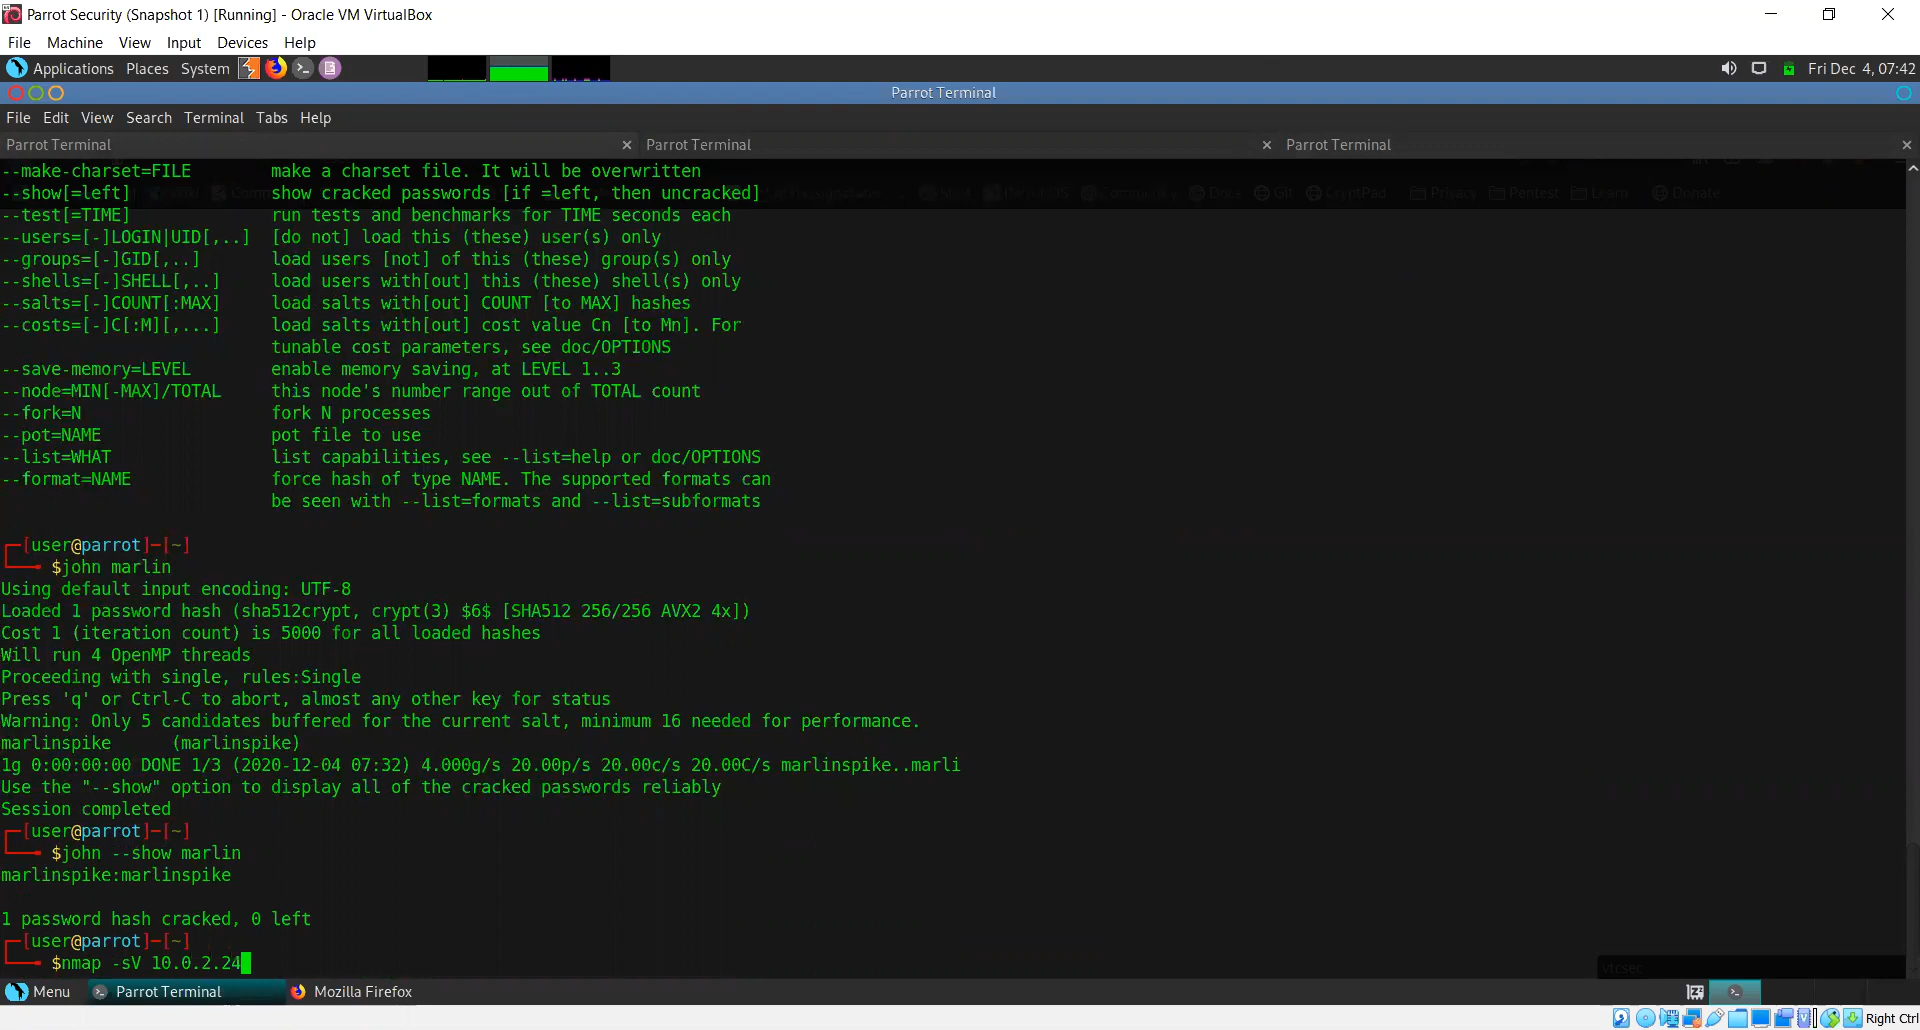 Parrot Security (Snapshot 1) [Running] - Oracle VM VirtualBox
File Machine View Input Devices Help
Applications Places System Fri Dec 4, 07:42
Parrot Terminal
File Edit View Search Terminal Tabs Help
Parrot Terminal × Parrot Terminal × Parrot Terminal ×
--make-charset=FILE make a charset file. It will be overwritten
--show[=left] show cracked passwords [if =left, then uncracked]
Git CryptPad Privacy Pentest Learn Donate
--test[=TIME] run tests and benchmarks for TIME seconds each
--users=[-]LOGIN|UID[,..] [do not] load this (these) user(s) only
--groups=[-]GID[,..] load users [not] of this (these) group(s) only
--shells=[-]SHELL[,..] load users with[out] this (these) shell(s) only
--salts=[-]COUNT[:MAX] load salts with[out] COUNT [to MAX] hashes
--costs=[-]C[:M][,...] load salts with[out] cost value Cn [to Mn]. For
tunable cost parameters, see doc/OPTIONS
--save-memory=LEVEL enable memory saving, at LEVEL 1..3
--node=MIN[-MAX]/TOTAL this node's number range out of TOTAL count
--fork=N fork N processes
--pot=NAME pot file to use
--list=WHAT list capabilities, see --list=help or doc/OPTIONS
--format=NAME force hash of type NAME. The supported formats can
be seen with --list=formats and --list=subformats
[user@parrot]-[~]
$john marlin
Using default input encoding: UTF-8
Loaded 1 password hash (sha512crypt, crypt(3) $6$ [SHA512 256/256 AVX2 4x])
Cost 1 (iteration count) is 5000 for all loaded hashes
Will run 4 OpenMP threads
Proceeding with single, rules:Single
Press 'q' or Ctrl-C to abort, almost any other key for status
Warning: Only 5 candidates buffered for the current salt, minimum 16 needed for performance.
marlinspike (marlinspike)
1g 0:00:00:00 DONE 1/3 (2020-12-04 07:32) 4.000g/s 20.00p/s 20.00c/s 20.00C/s marlinspike..marli
Use the "--show" option to display all of the cracked passwords reliably
Session completed
[user@parrot]-[~]
$john --show marlin
marlinspike:marlinspike
1 password hash cracked, 0 left
[user@parrot]-[~]
$nmap -sV 10.0.2.24
vtcsec
Menu Parrot Terminal Mozilla Firefox
Right Ctrl